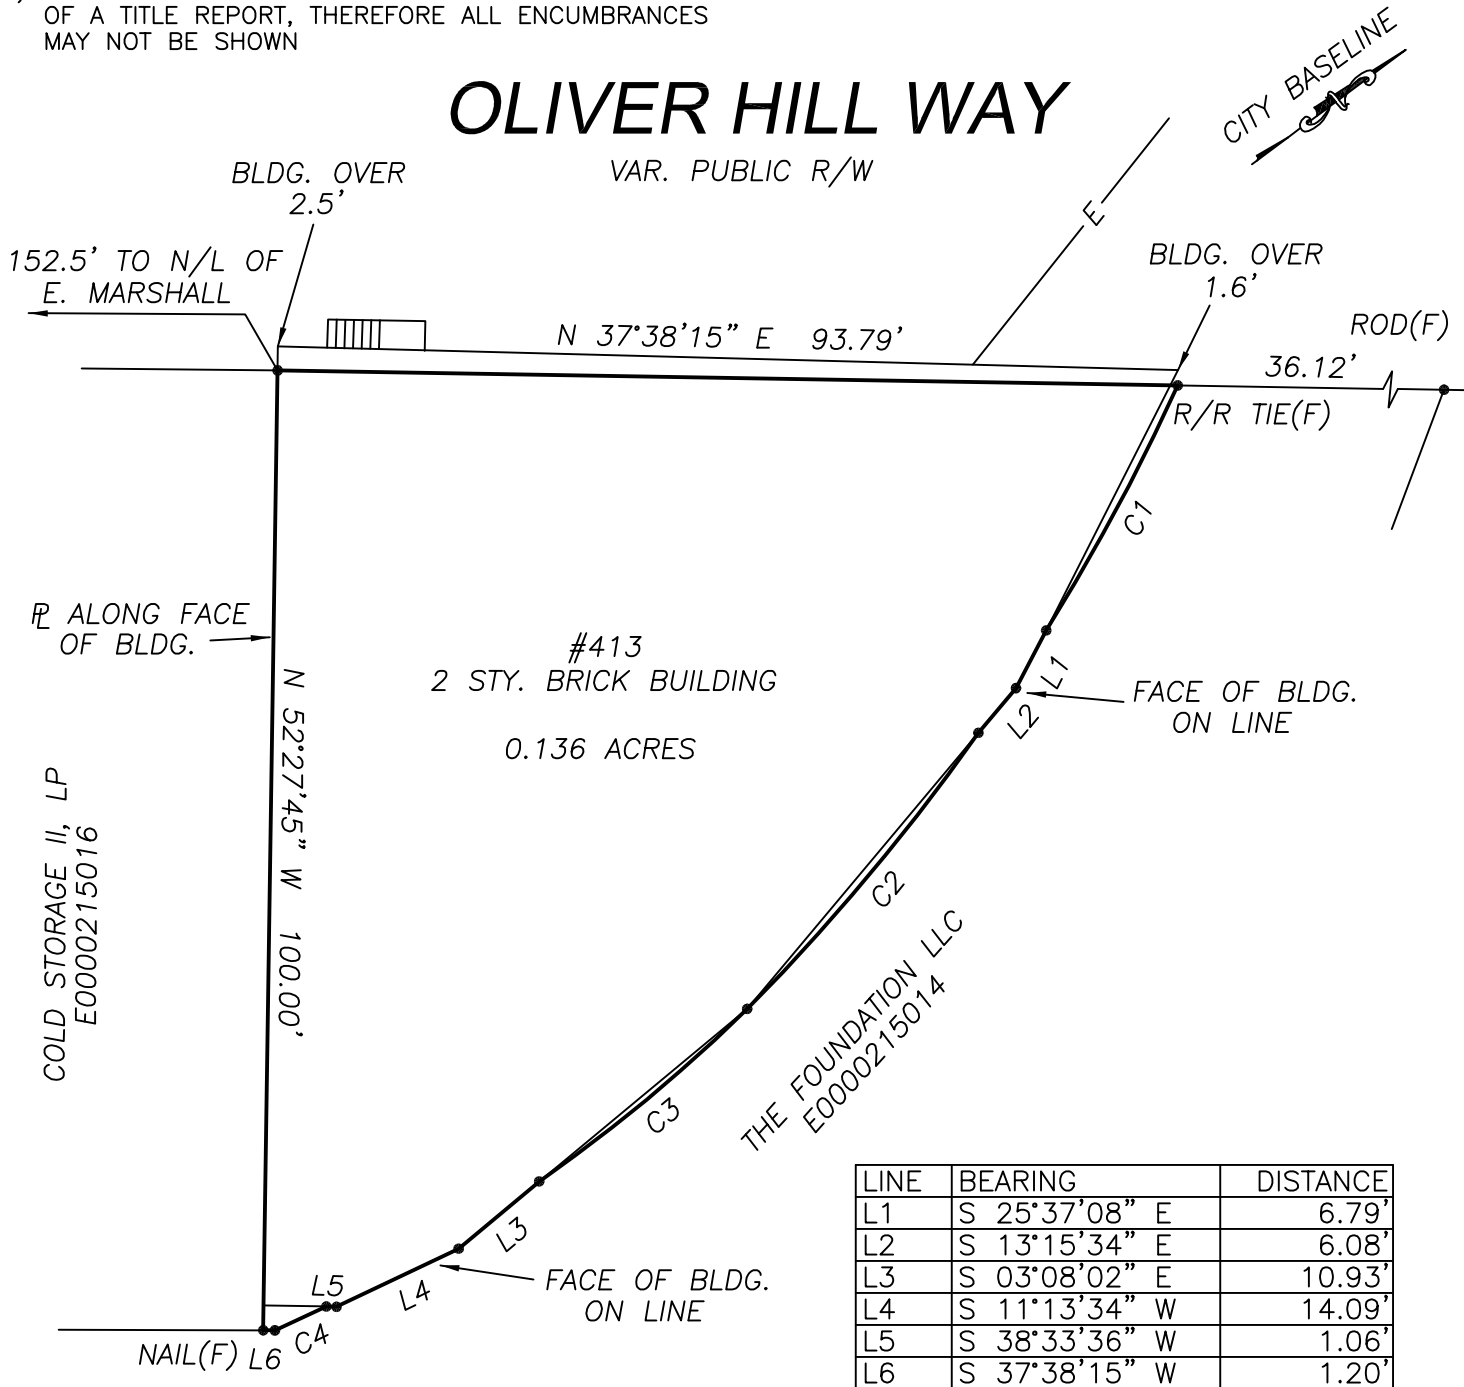 OF A TITLE REPORT, THEREFORE ALL ENCUMBRANCES
MAY NOT BE SHOWN
OLIVER HILL WAY
VAR. PUBLIC R/W
CITY BASELINE
N
BLDG. OVER
2.5'
152.5' TO N/L OF
E. MARSHALL
E
BLDG. OVER
1.6'
N 37°38'15" E 93.79'
ROD(F)
36.12'
R/R TIE(F)
C1
℄ ALONG FACE
OF BLDG.
#413
2 STY. BRICK BUILDING
0.136 ACRES
N 52°27'45" W 100.00'
L1
L2
FACE OF BLDG.
ON LINE
COLD STORAGE II, LP
E0000215016
C2
THE FOUNDATION LLC
E0000215014
C3
L3
L4
FACE OF BLDG.
ON LINE
L5
C4
NAIL(F) L6
LINE BEARING DISTANCE
L1 S 25°37'08" E 6.79'
L2 S 13°15'34" E 6.08'
L3 S 03°08'02" E 10.93'
L4 S 11°13'34" W 14.09'
L5 S 38°33'36" W 1.06'
L6 S 37°38'15" W 1.20'